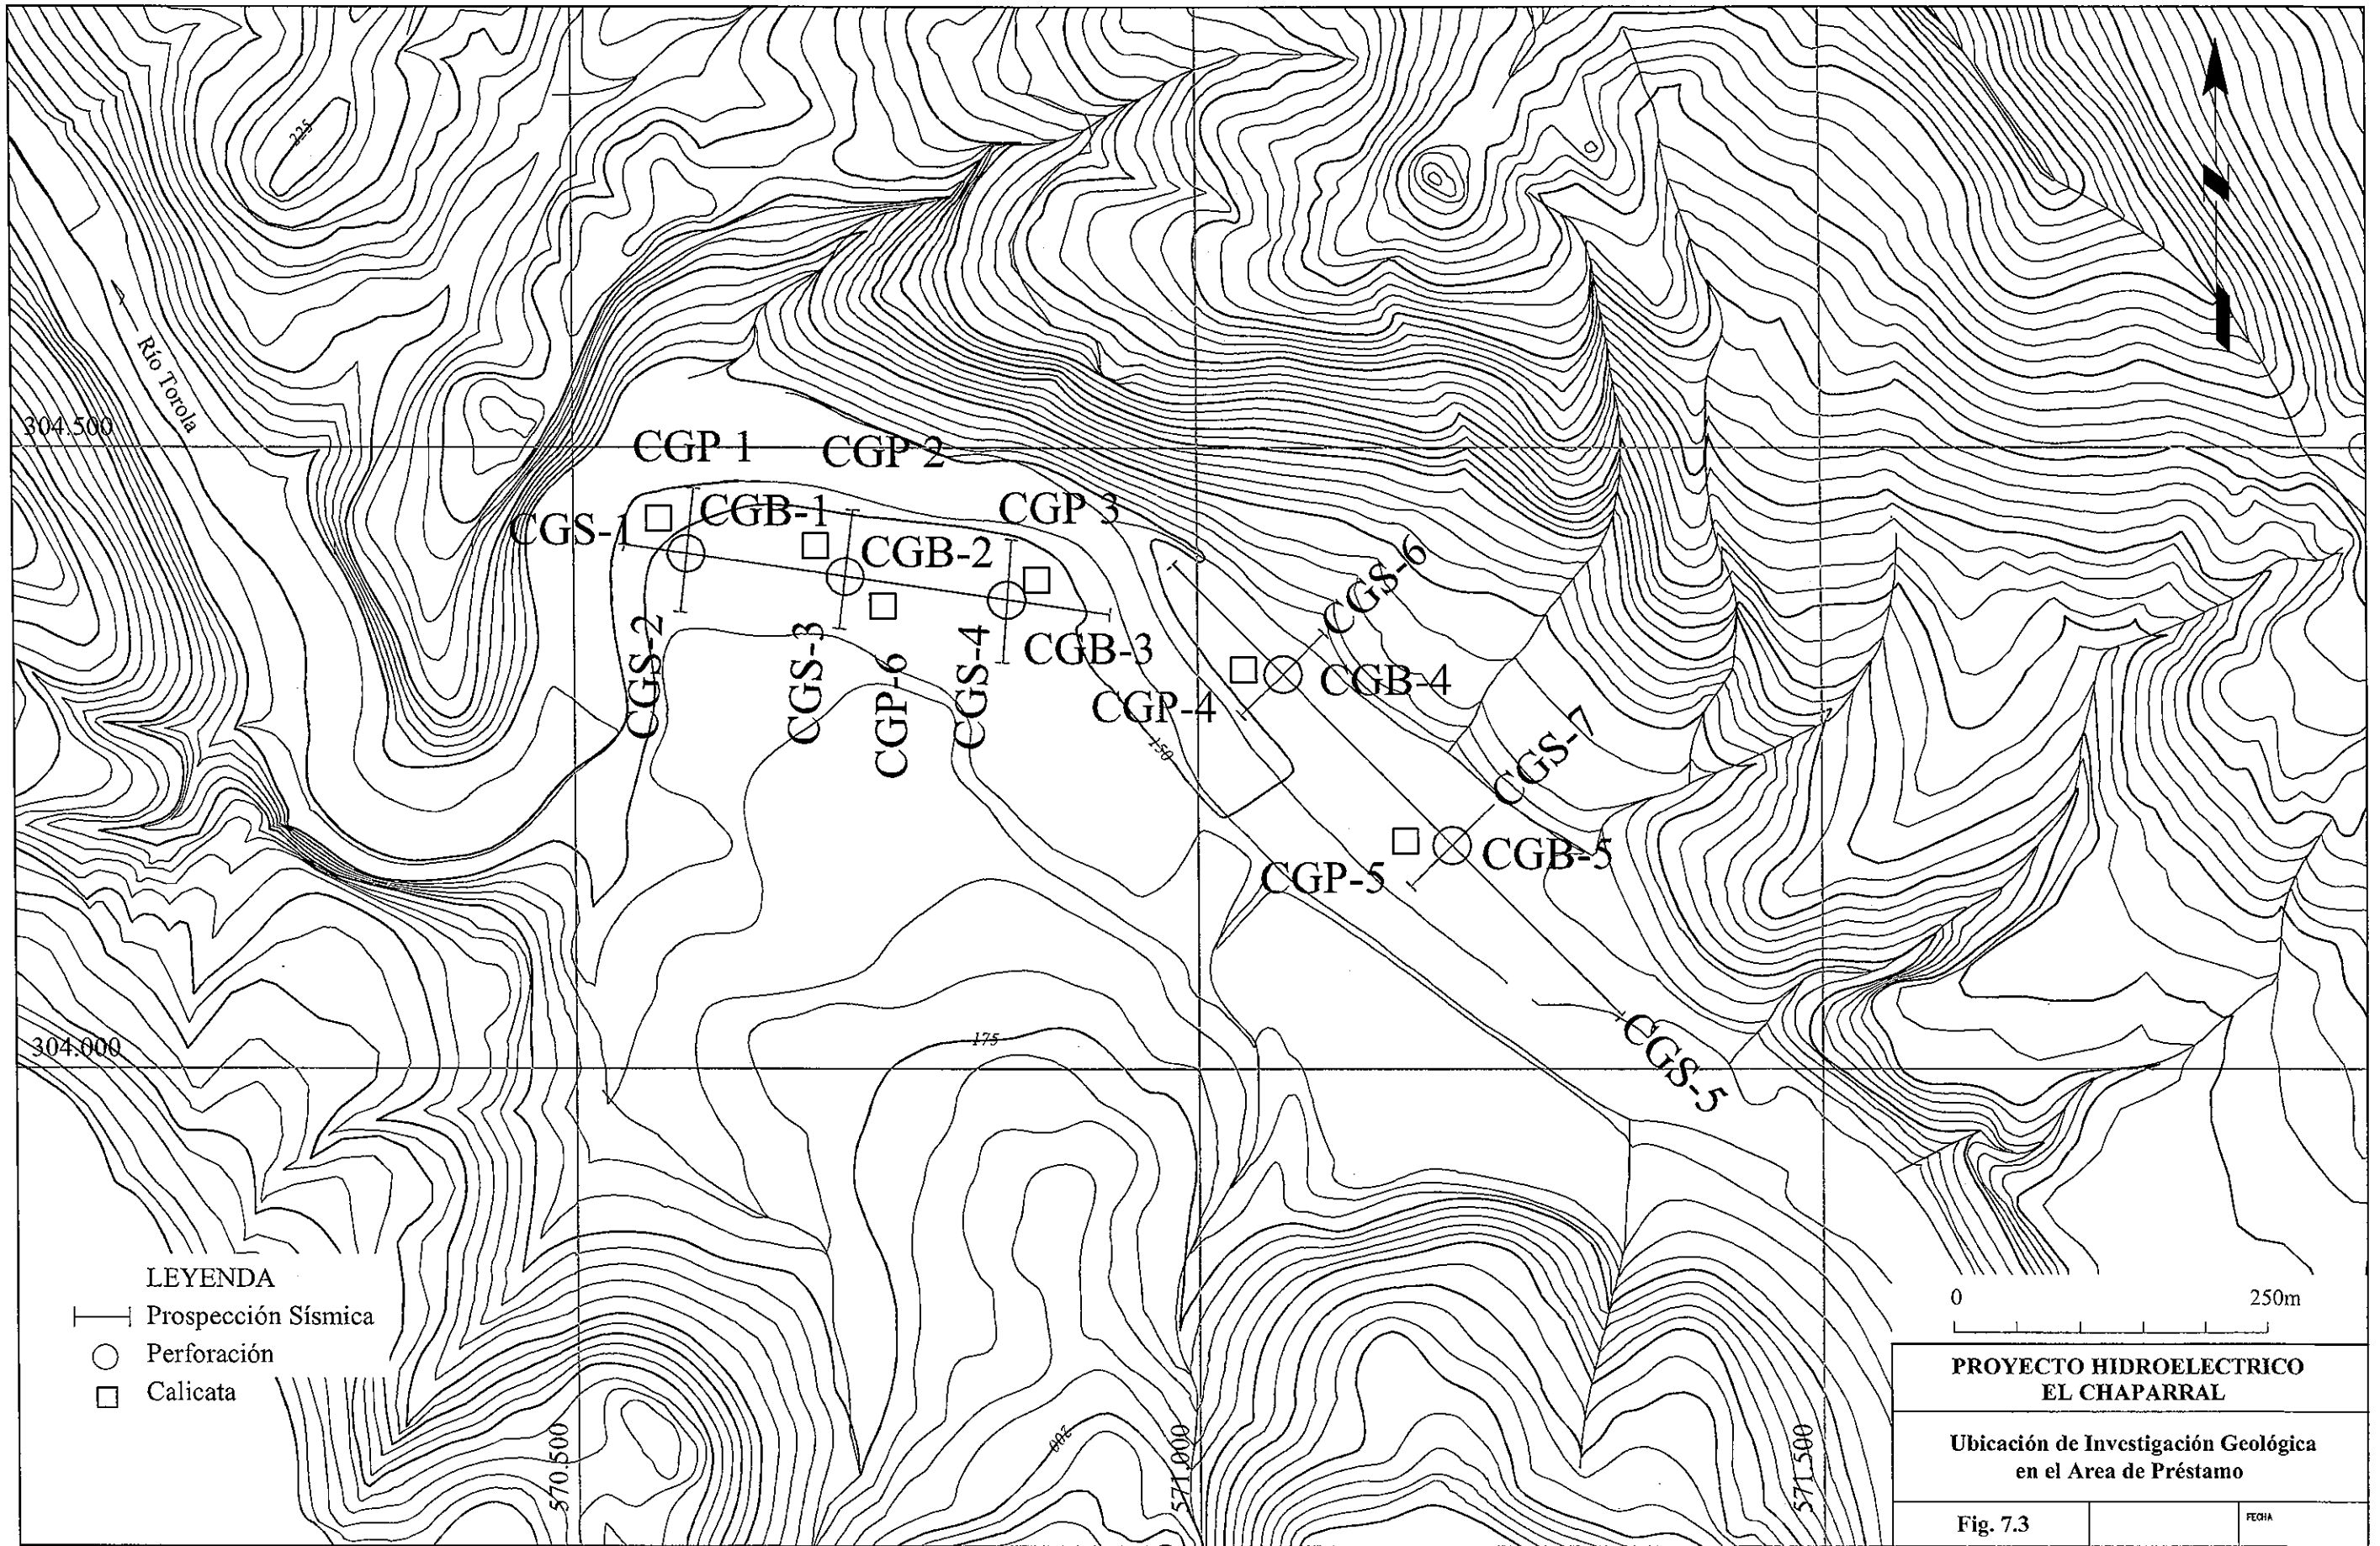 225
Río Torola
304.500
CGP 1
CGP 2
CGP 3
CGS-1
CGB-1
CGB-2
CGB-3
CGS-2
CGS-3
CGP-6
CGS-4
CGS-6
CGB-4
CGP-4
150
CGS-7
CGB-5
CGP-5
CGS-5
304.000
175
200
570.500
571.000
571.500
LEYENDA
Prospección Sísmica
Perforación
Calicata
0 250m
PROYECTO HIDROELECTRICO
EL CHAPARRAL
Ubicación de Investigación Geológica
en el Area de Préstamo
Fig. 7.3
FECHA